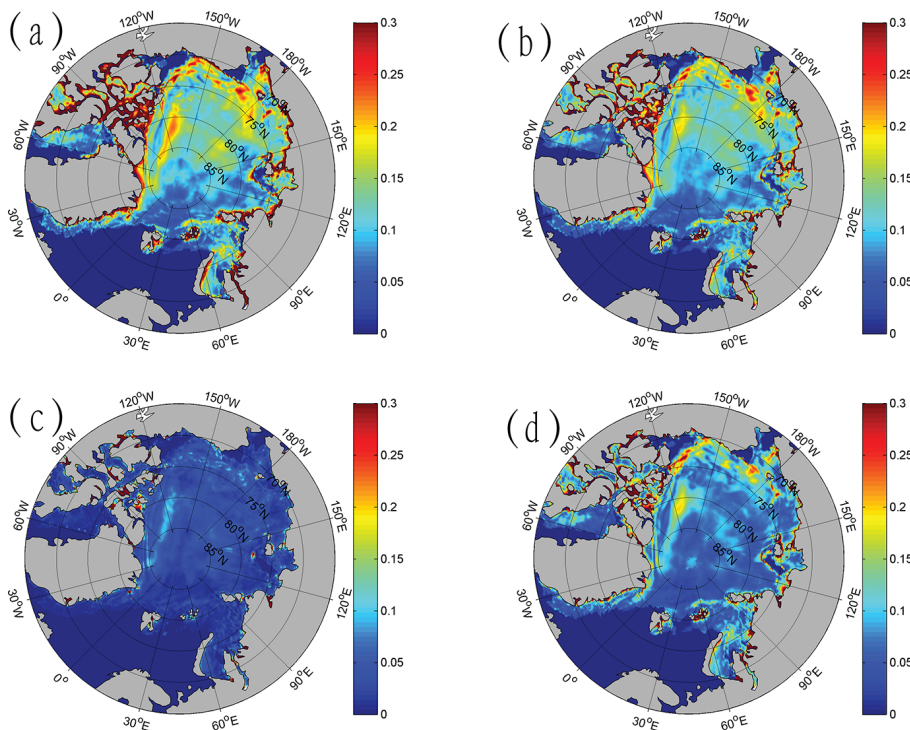 (a)
120°W
150°W
90°W
180°W
60°W
70°N
150°E
75°N
80°N
85°N
30°W
120°E
0°
90°E
30°E
60°E
0.3
0.25
0.2
0.15
0.1
0.05
0
(b)
120°W
150°W
90°W
180°W
60°W
70°N
150°E
75°N
80°N
85°N
30°W
120°E
0°
90°E
30°E
60°E
0.3
0.25
0.2
0.15
0.1
0.05
0
(c)
120°W
150°W
90°W
180°W
60°W
70°N
150°E
75°N
80°N
85°N
30°W
120°E
0°
90°E
30°E
60°E
0.3
0.25
0.2
0.15
0.1
0.05
0
(d)
120°W
150°W
90°W
180°W
60°W
70°N
150°E
75°N
80°N
85°N
30°W
120°E
0°
90°E
30°E
60°E
0.3
0.25
0.2
0.15
0.1
0.05
0